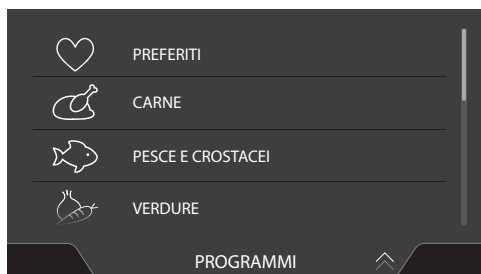 PREFERITI
CARNE
PESCE E CROSTACEI
VERDURE
PROGRAMMI